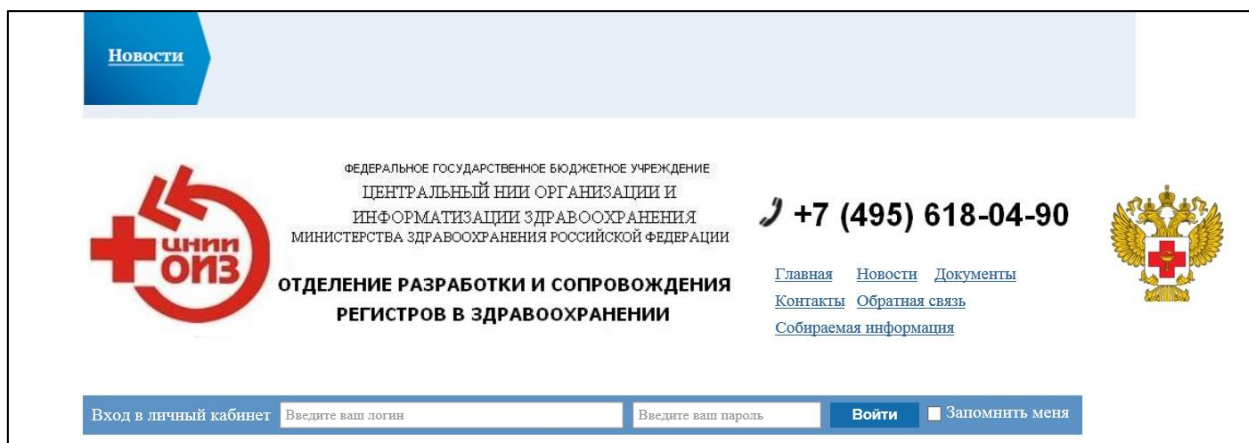 Новости
ЦНИИ
ОИЗ
ФЕДЕРАЛЬНОЕ ГОСУДАРСТВЕННОЕ БЮДЖЕТНОЕ УЧРЕЖДЕНИЕ
ЦЕНТРАЛЬНЫЙ НИИ ОРГАНИЗАЦИИ И
ИНФОРМАТИЗАЦИИ ЗДРАВООХРАНЕНИЯ
МИНИСТЕРСТВА ЗДРАВООХРАНЕНИЯ РОССИЙСКОЙ ФЕДЕРАЦИИ
ОТДЕЛЕНИЕ РАЗРАБОТКИ И СОПРОВОЖДЕНИЯ
РЕГИСТРОВ В ЗДРАВООХРАНЕНИИ
+7 (495) 618-04-90
Главная Новости Документы
Контакты Обратная связь
Собираемая информация
Вход в личный кабинет Введите ваш логин Введите ваш пароль Войти Запомнить меня